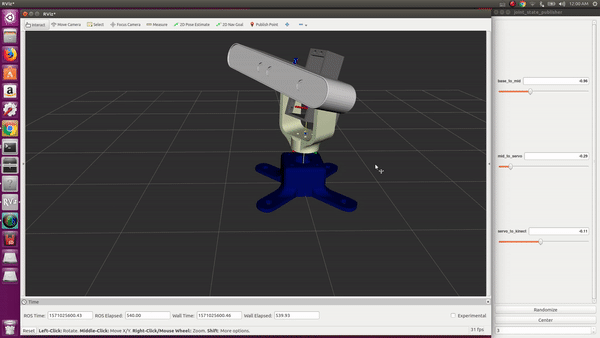 RViz*
12:00 AM
RViz*
joint_state_publisher
Interact
Move Camera
Select
Focus Camera
Measure
2D Pose Estimate
2D Nav Goal
Publish Point
base_to_mid
-0.96
mid_to_servo
servo_to_kinect
-0.11
Time
ROS Time: 1571025600.43
ROS Elapsed: 540.00
Wall Time: 1571025600.46
Wall Elapsed: 539.93
Experimental
Reset
Left-Click: Rotate. Middle-Click: Move X/Y. Right-Click/Mouse Wheel: Zoom. Shift: More options.
31 fps
Randomize
Center
3